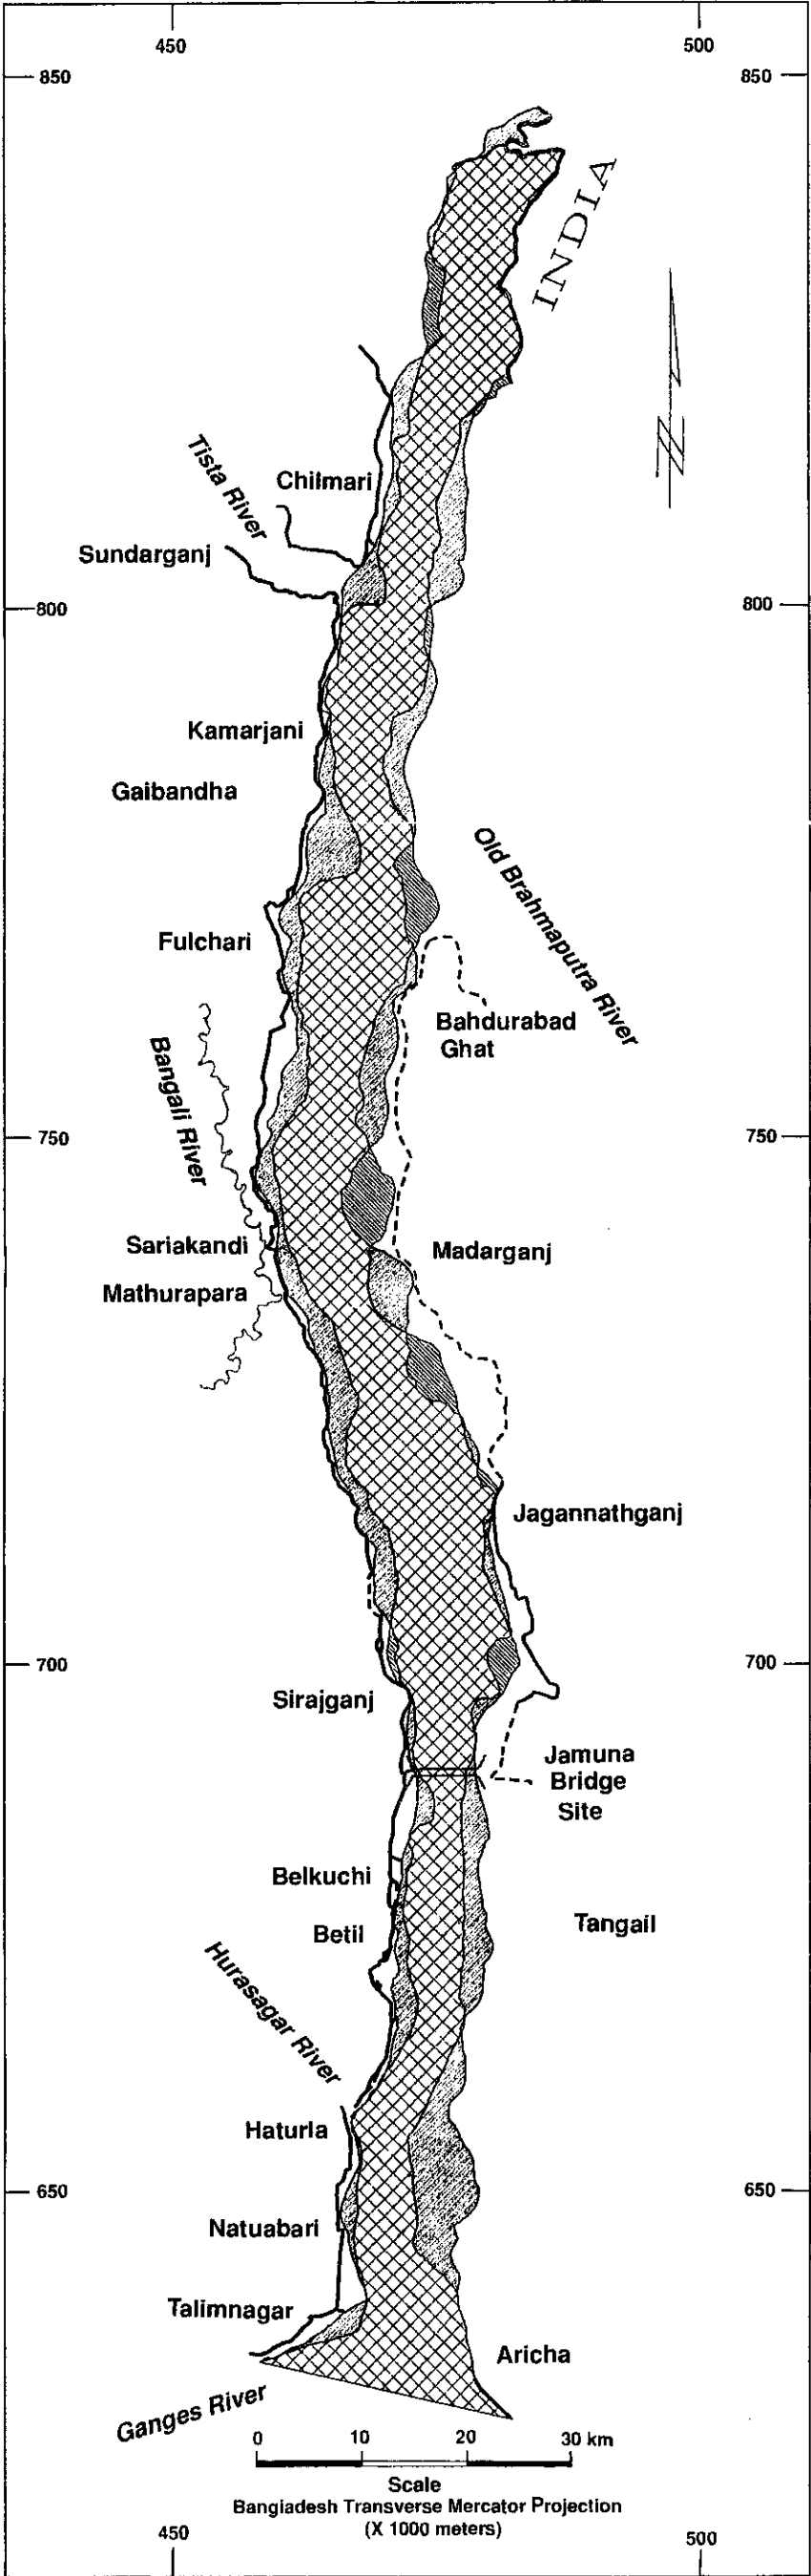 450
500
850
850
INDIA
N
Tista River
Chilmari
Sundarganj
800
800
Kamarjani
Gaibandha
Old Brahmaputra River
Fulchari
Bahdurabad
Ghat
Bangali River
750
750
Sariakandi
Madarganj
Mathurapara
Jagannathganj
700
700
Sirajganj
Jamuna
Bridge
Site
Belkuchi
Tangail
Betil
Hurasagar River
Haturla
650
650
Natuabari
Talimnagar
Aricha
Ganges River
0 10 20 30 km
Scale
Bangladesh Transverse Mercator Projection
(X 1000 meters)
450
500